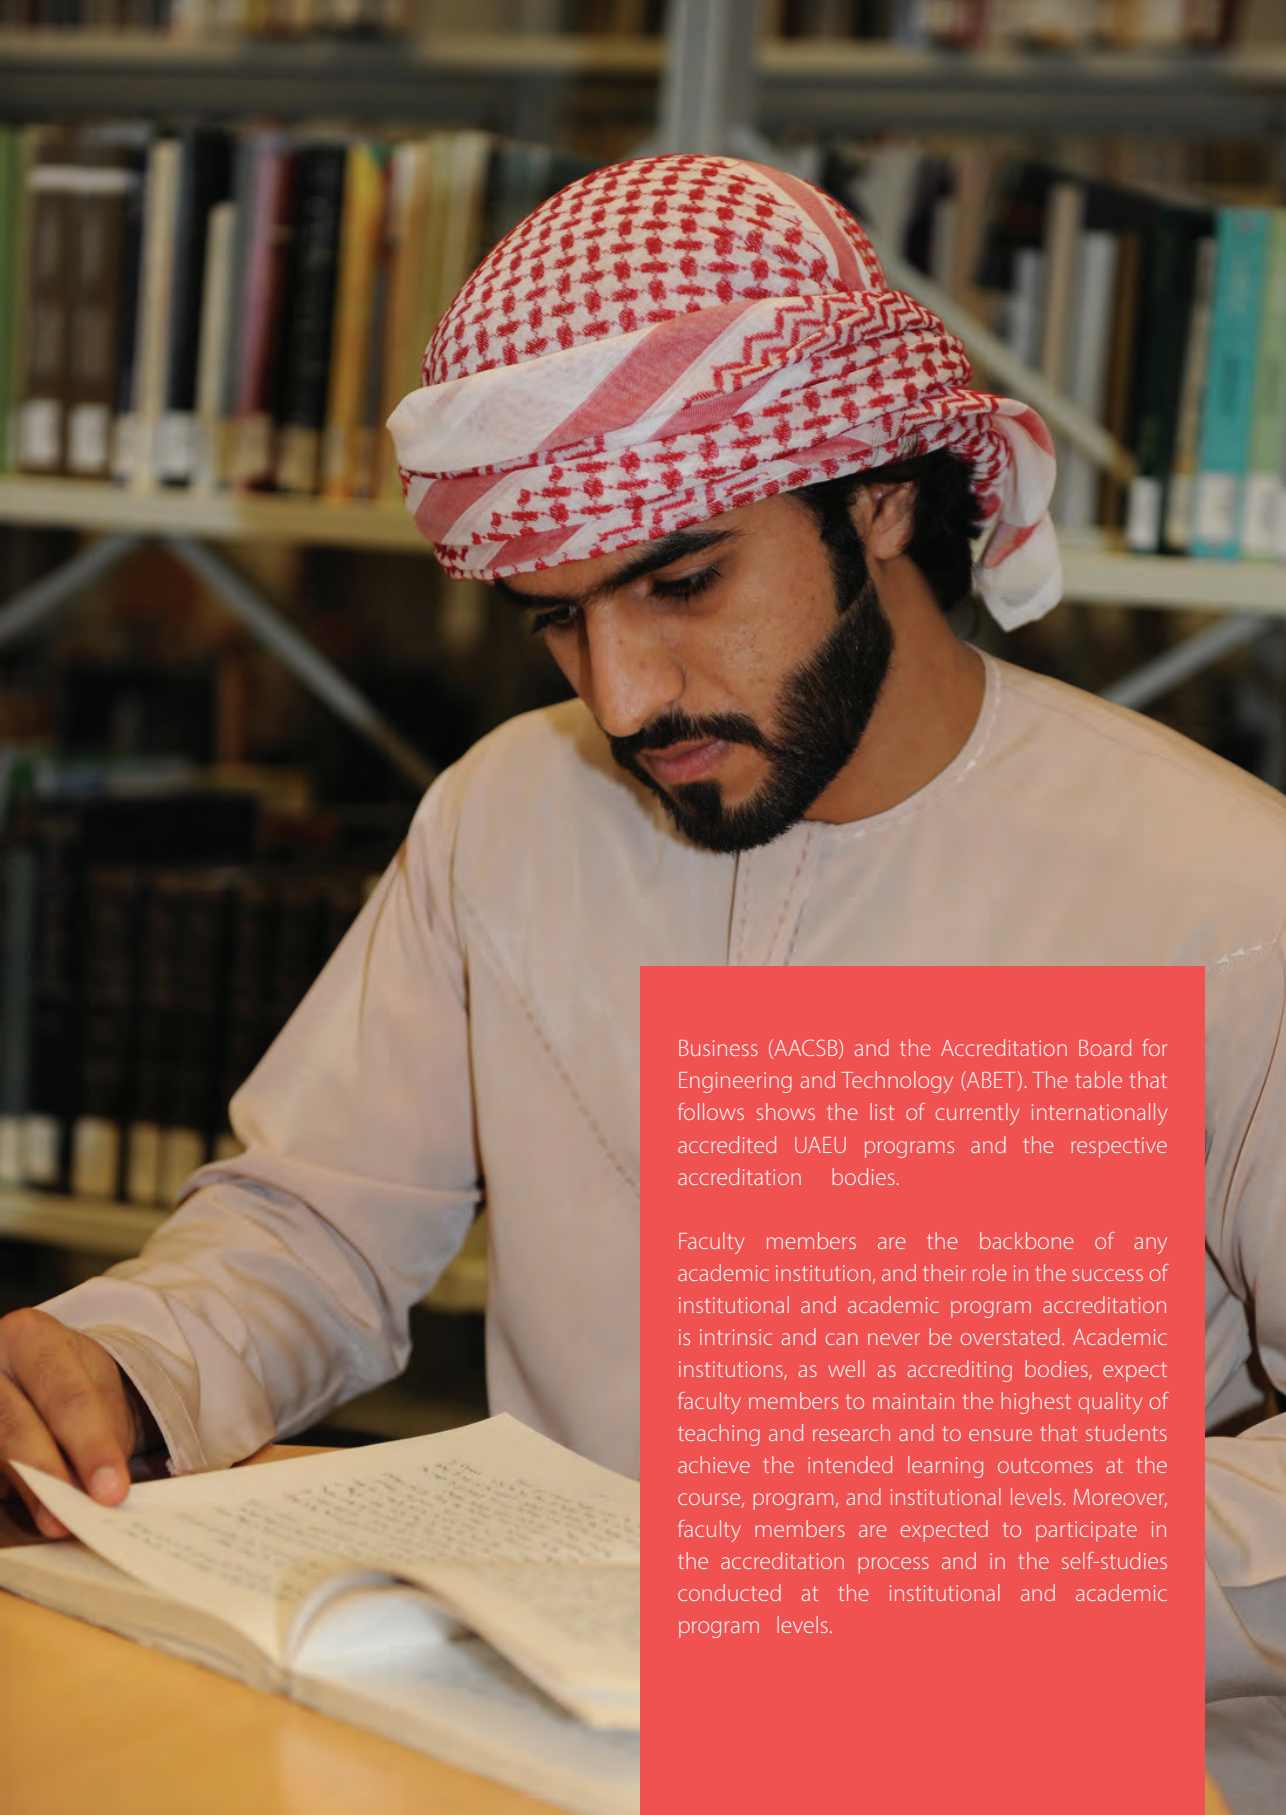 Business (AACSB) and the Accreditation Board for
Engineering and Technology (ABET). The table that
follows shows the list of currently internationally
accredited UAEU programs and the respective
accreditation bodies.
Faculty members are the backbone of any
academic institution, and their role in the success of
institutional and academic program accreditation
is intrinsic and can never be overstated. Academic
institutions, as well as accrediting bodies, expect
faculty members to maintain the highest quality of
teaching and research and to ensure that students
achieve the intended learning outcomes at the
course, program, and institutional levels. Moreover,
faculty members are expected to participate in
the accreditation process and in the self-studies
conducted at the institutional and academic
program levels.